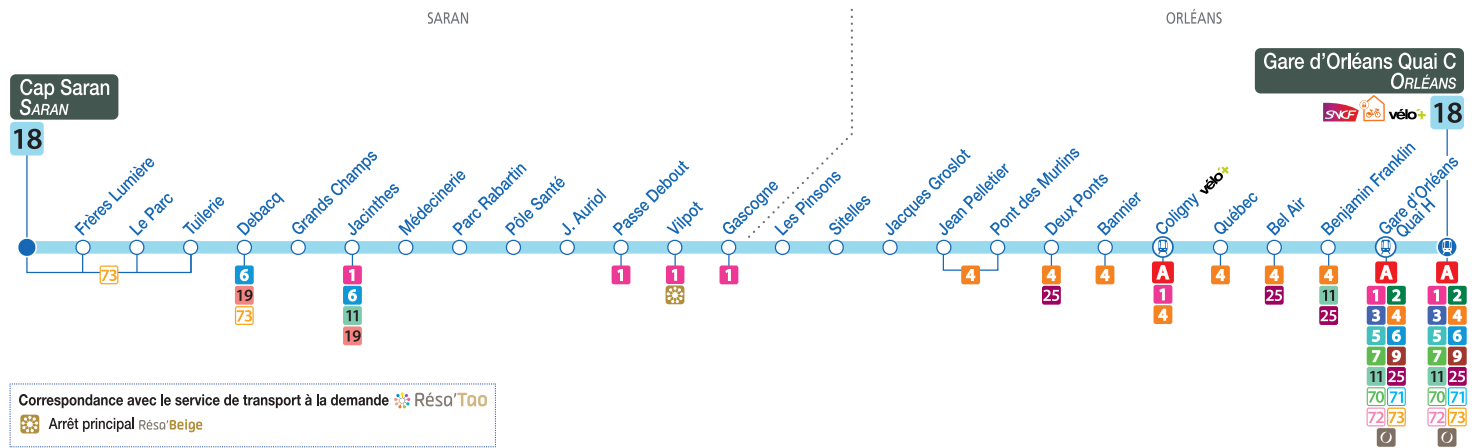 SARAN
ORLÉANS
Cap Saran
SARAN
18
Gare d'Orléans Quai C
ORLÉANS
SNCF vélo+ 18
Frères Lumière
Le Parc
Tuilerie
Debacq
Grands Champs
Jacinthes
Médecinerie
Parc Rabartin
Pôle Santé
J. Auriol
Passe Debout
Vilpot
Gascogne
Les Pinsons
Sitelles
Jacques Groslot
Jean Pelletier
Pont des Murlins
Deux Ponts
Bannier
Coligny vélo+
Québec
Bel Air
Benjamin Franklin
Gare d'Orléans
Quai H
73
6
19
73
1
6
11
19
1
1
1
4
4
25
4
A
1
4
4
4
25
4
11
25
A
1 2
3 4
5 6
7 9
11 25
70 71
72 73
O
A
1 2
3 4
5 6
7 9
11 25
70 71
72 73
O
Correspondance avec le service de transport à la demande Résa'Tao
Arrêt principal Résa'Beige